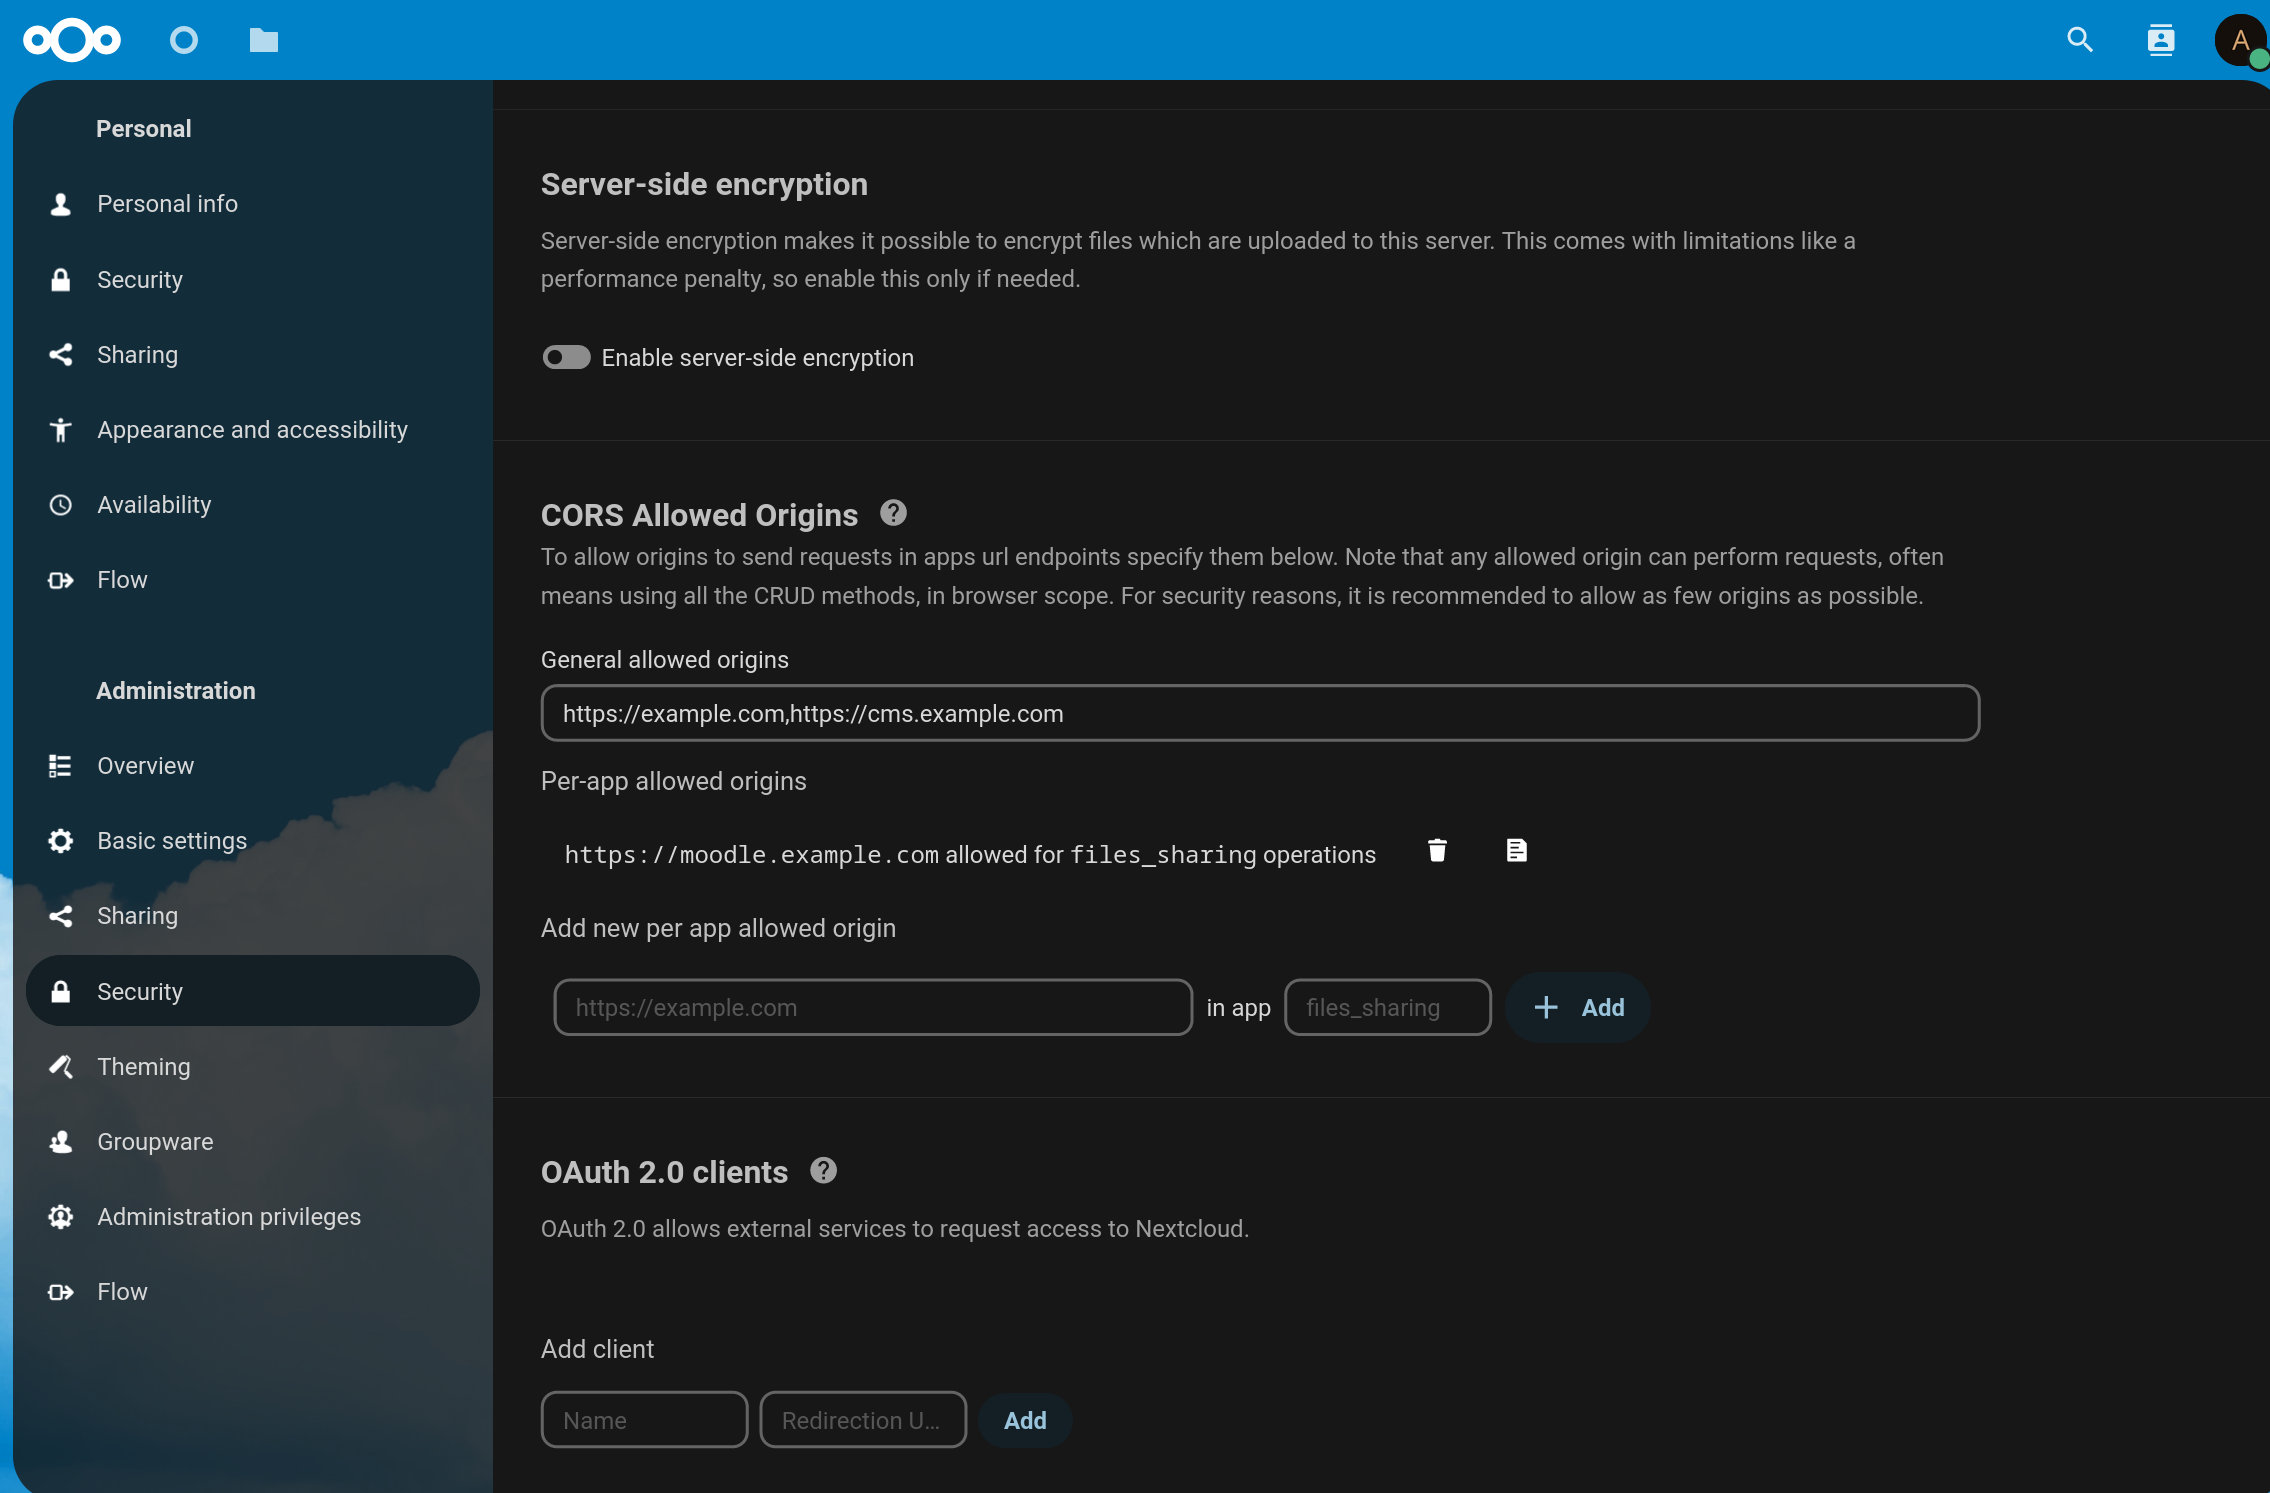 A
Personal
Personal info
Security
Sharing
Appearance and accessibility
Availability
Flow
Administration
Overview
Basic settings
Sharing
Security
Theming
Groupware
Administration privileges
Flow
Server-side encryption
Server-side encryption makes it possible to encrypt files which are uploaded to this server. This comes with limitations like a
performance penalty, so enable this only if needed.
Enable server-side encryption
CORS Allowed Origins ?
To allow origins to send requests in apps url endpoints specify them below. Note that any allowed origin can perform requests, often
means using all the CRUD methods, in browser scope. For security reasons, it is recommended to allow as few origins as possible.
General allowed origins
https://example.com,https://cms.example.com
Per-app allowed origins
https://moodle.example.com allowed for files_sharing operations
Add new per app allowed origin
https://example.com in app files_sharing + Add
OAuth 2.0 clients ?
OAuth 2.0 allows external services to request access to Nextcloud.
Add client
Name Redirection U... Add